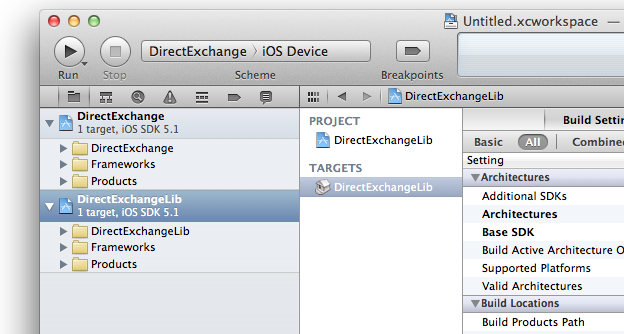 Untitled.xcworkspace —
DirectExchange 〉 iOS Device
Run
Stop
Scheme
Breakpoints
DirectExchange
1 target, iOS SDK 5.1
DirectExchange
Frameworks
Products
DirectExchangeLib
1 target, iOS SDK 5.1
DirectExchangeLib
Frameworks
Products
DirectExchangeLib
PROJECT
DirectExchangeLib
TARGETS
DirectExchangeLib
Build Settin
Basic All Combine
Setting
Architectures
Additional SDKs
Architectures
Base SDK
Build Active Architecture O
Supported Platforms
Valid Architectures
Build Locations
Build Products Path